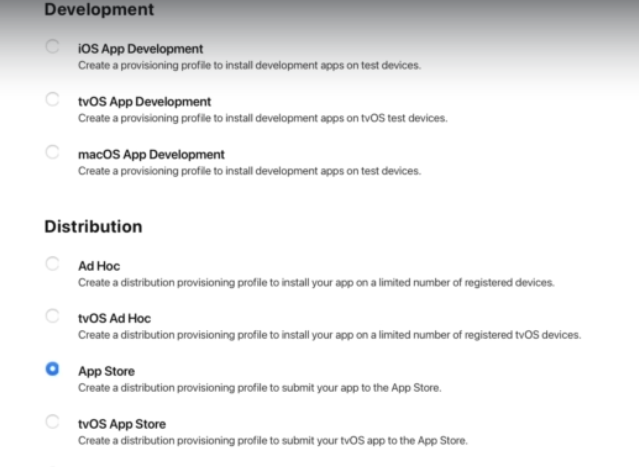 Development
iOS App Development
Create a provisioning profile to install development apps on test devices.
tvOS App Development
Create a provisioning profile to install development apps on tvOS test devices.
macOS App Development
Create a provisioning profile to install development apps on test devices.
Distribution
Ad Hoc
Create a distribution provisioning profile to install your app on a limited number of registered devices.
tvOS Ad Hoc
Create a distribution provisioning profile to install your app on a limited number of registered tvOS devices.
App Store
Create a distribution provisioning profile to submit your app to the App Store.
tvOS App Store
Create a distribution provisioning profile to submit your tvOS app to the App Store.